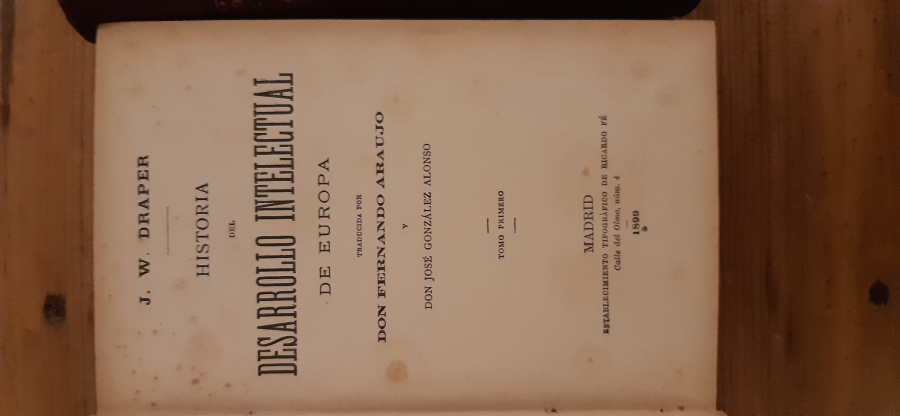 J. W. DRAPER
HISTORIA
DEL
DESARROLLO INTELECTUAL
DE EUROPA
TRADUCIDA POR
DON FERNANDO ARAUJO
Y
DON JOSÉ GONZÁLEZ ALONSO
TOMO PRIMERO
MADRID
ESTABLECIMIENTO TIPOGRÁFICO DE RICARDO FÉ
Calle del Olmo, núm. 4
1899